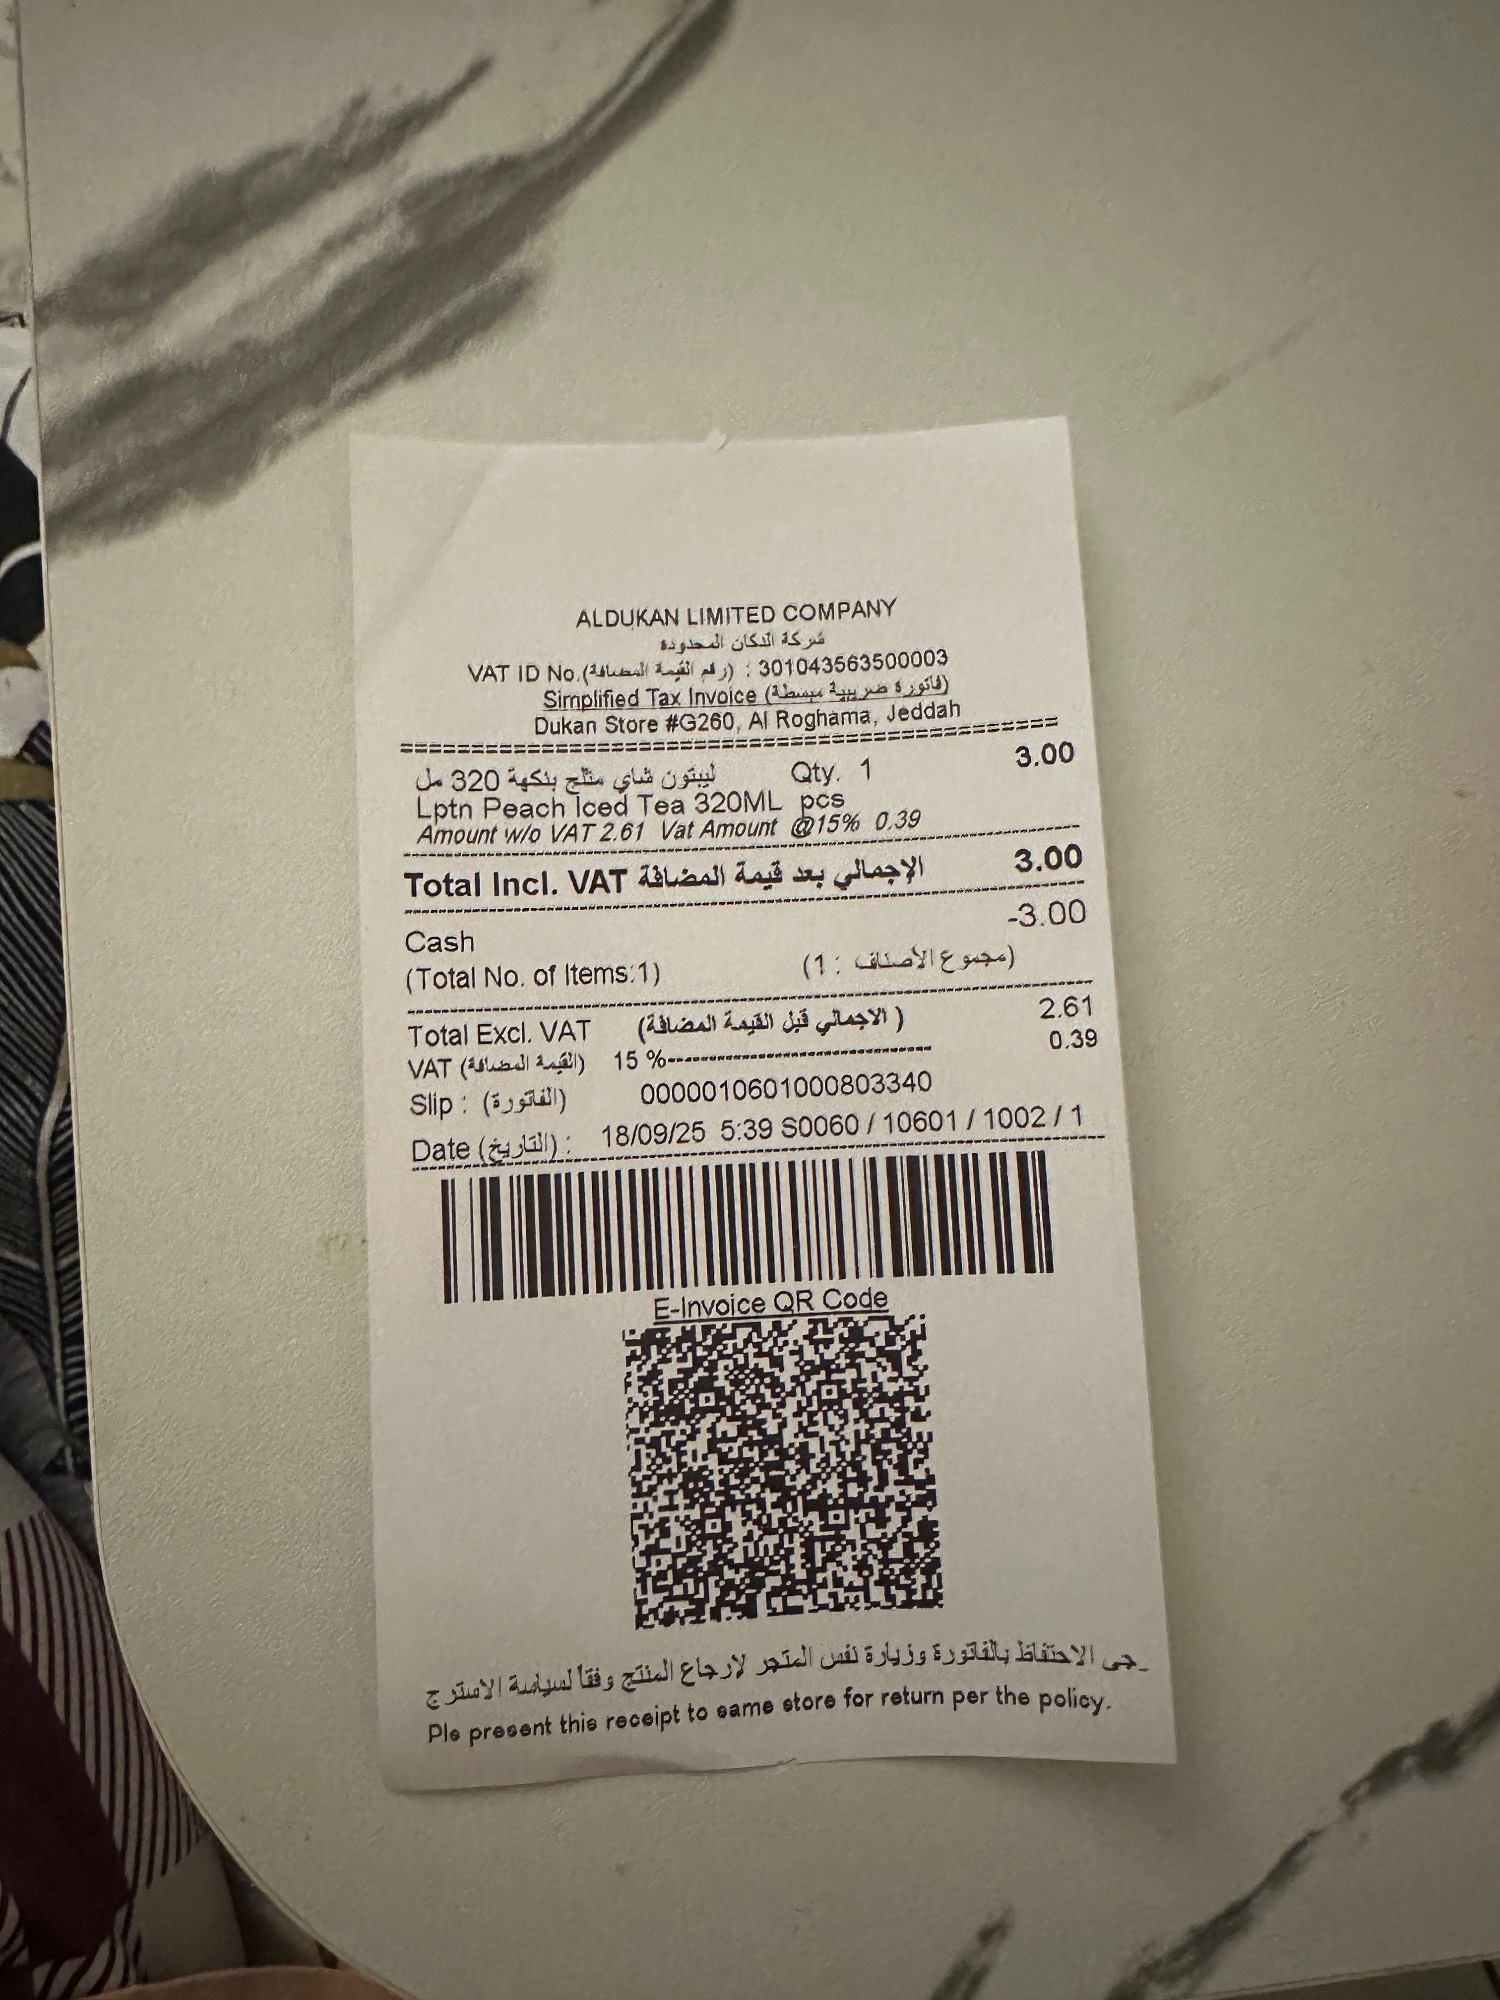 ALDUKAN LIMITED COMPANY
شركة الدكان المحدودة
VAT ID No.(رقم القيمة المضافة) : 301043563500003
Simplified Tax Invoice (فاتورة ضريبية مبسطة)
Dukan Store #G260, Al Roghama, Jeddah
ليبتون شاي مثلج بنكهة 320 مل Qty. 1 3.00
Lptn Peach Iced Tea 320ML pcs
Amount w/o VAT 2.61 Vat Amount @15% 0.39
Total Incl. VAT الإجمالي بعد قيمة المضافة 3.00
Cash -3.00
(Total No. of Items:1) (مجموع الأصناف : 1)
Total Excl. VAT (الاجمالي قبل القيمة المضافة ) 2.61
VAT (القيمة المضافة) 15 %------------------------ 0.39
Slip : (الفاتورة) 0000010601000803340
Date (التاريخ) : 18/09/25 5:39 S0060 / 10601 / 1002 / 1
E-Invoice QR Code
الاحتفاظ بالفاتورة وزيارة نفس المتجر لإرجاع المنتج وفقا لسياسة الاسترج
Pls present this receipt to same store for return per the policy.